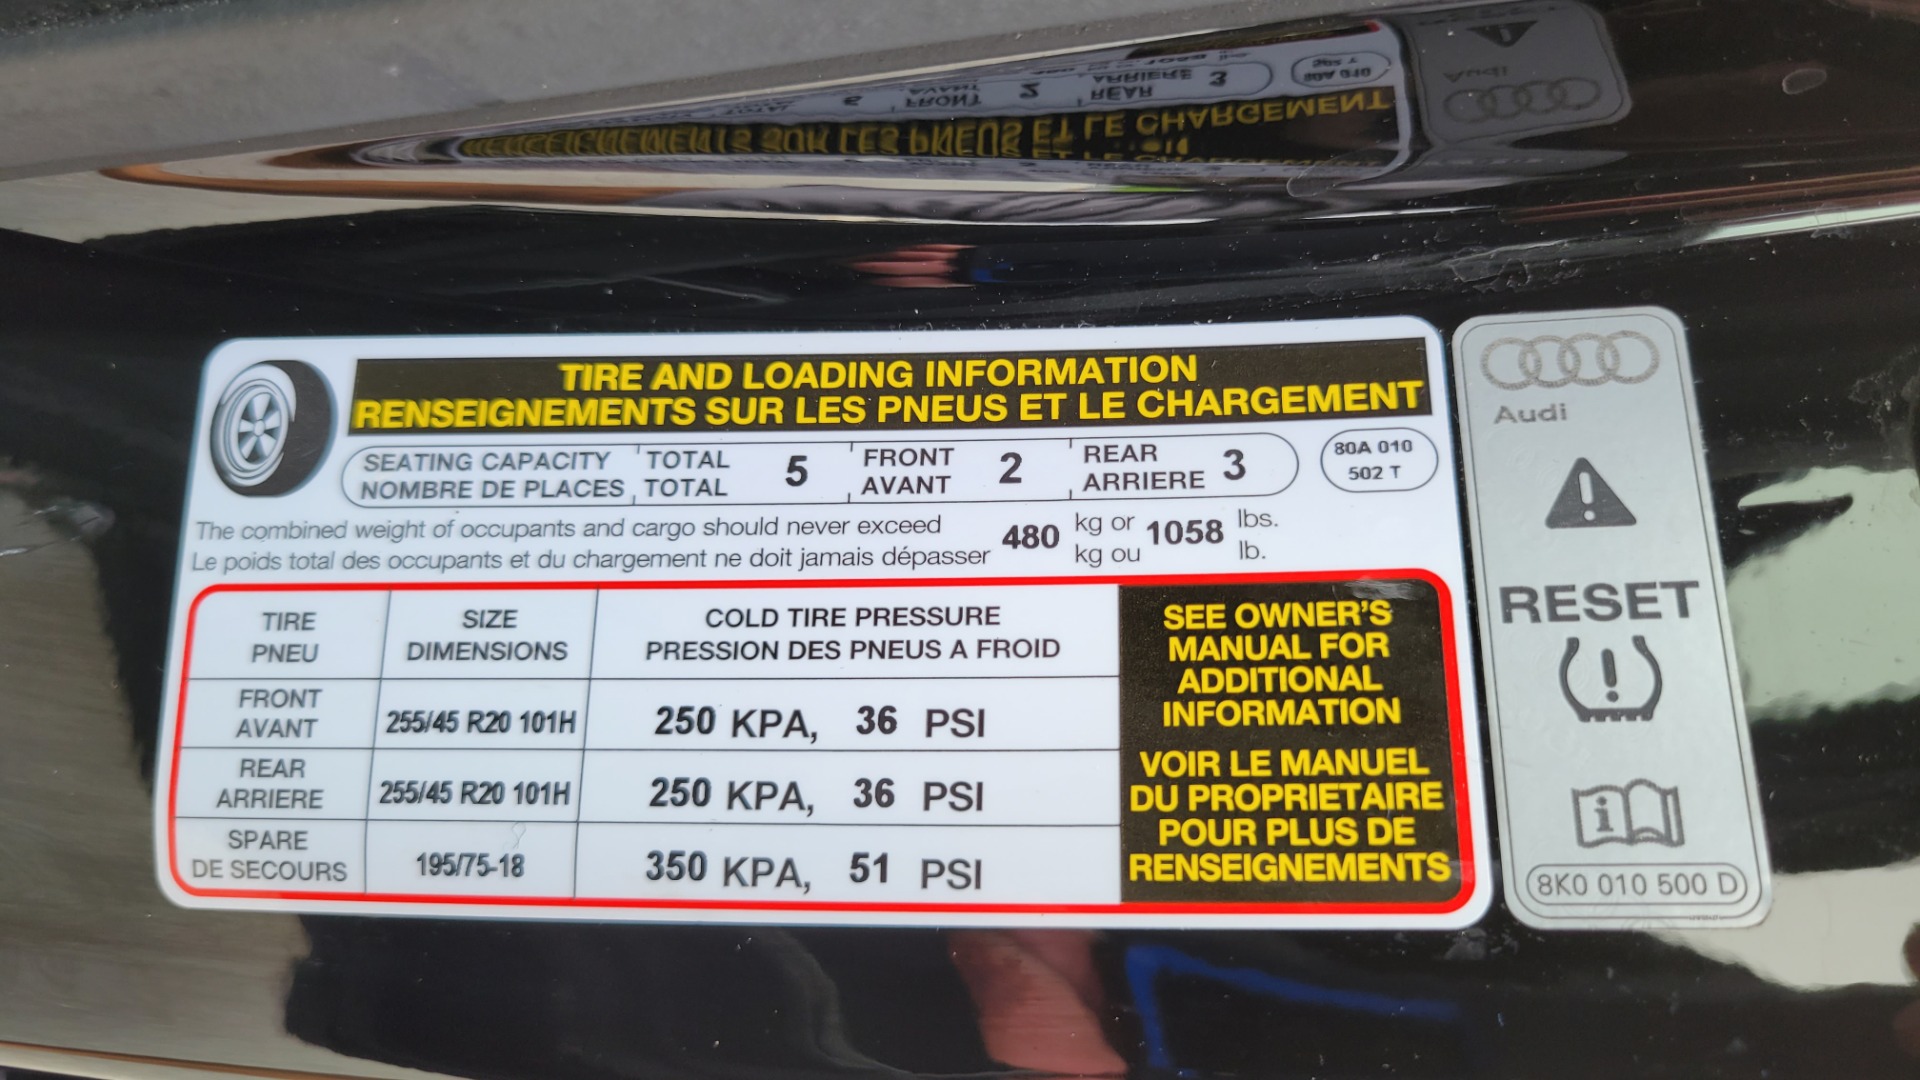 TIRE AND LOADING INFORMATION
RENSEIGNEMENTS SUR LES PNEUS ET LE CHARGEMENT
SEATING CAPACITY TOTAL 5 FRONT 2 REAR 3
NOMBRE DE PLACES TOTAL AVANT ARRIERE
80A 010
502 T
The combined weight of occupants and cargo should never exceed 480 kg or 1058 lbs.
Le poids total des occupants et du chargement ne doit jamais dépasser kg ou lb.
TIRE SIZE COLD TIRE PRESSURE
PNEU DIMENSIONS PRESSION DES PNEUS A FROID
FRONT
AVANT 255/45 R20 101H 250 KPA, 36 PSI
REAR
ARRIERE 255/45 R20 101H 250 KPA, 36 PSI
SPARE
DE SECOURS 195/75-18 350 KPA, 51 PSI
SEE OWNER'S
MANUAL FOR
ADDITIONAL
INFORMATION
VOIR LE MANUEL
DU PROPRIETAIRE
POUR PLUS DE
RENSEIGNEMENTS
Audi
RESET
8K0 010 500 D